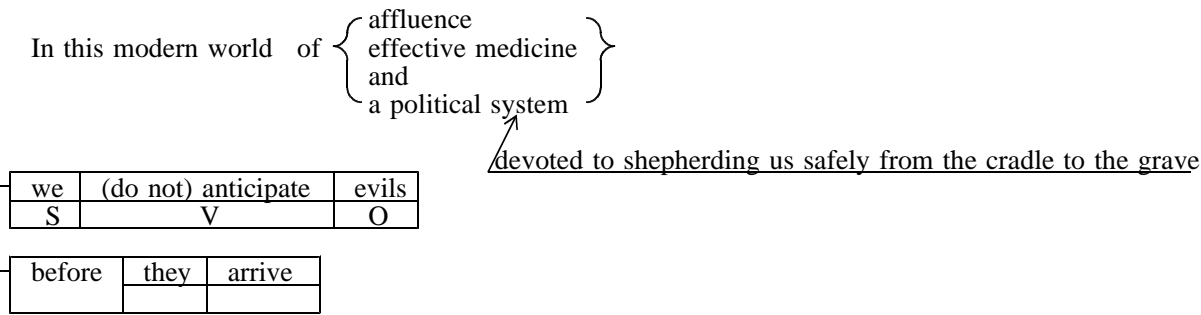 affluence
In this modern world of effective medicine
and
a political system
devoted to shepherding us safely from the cradle to the grave
we (do not) anticipate evils
S V O
before they arrive